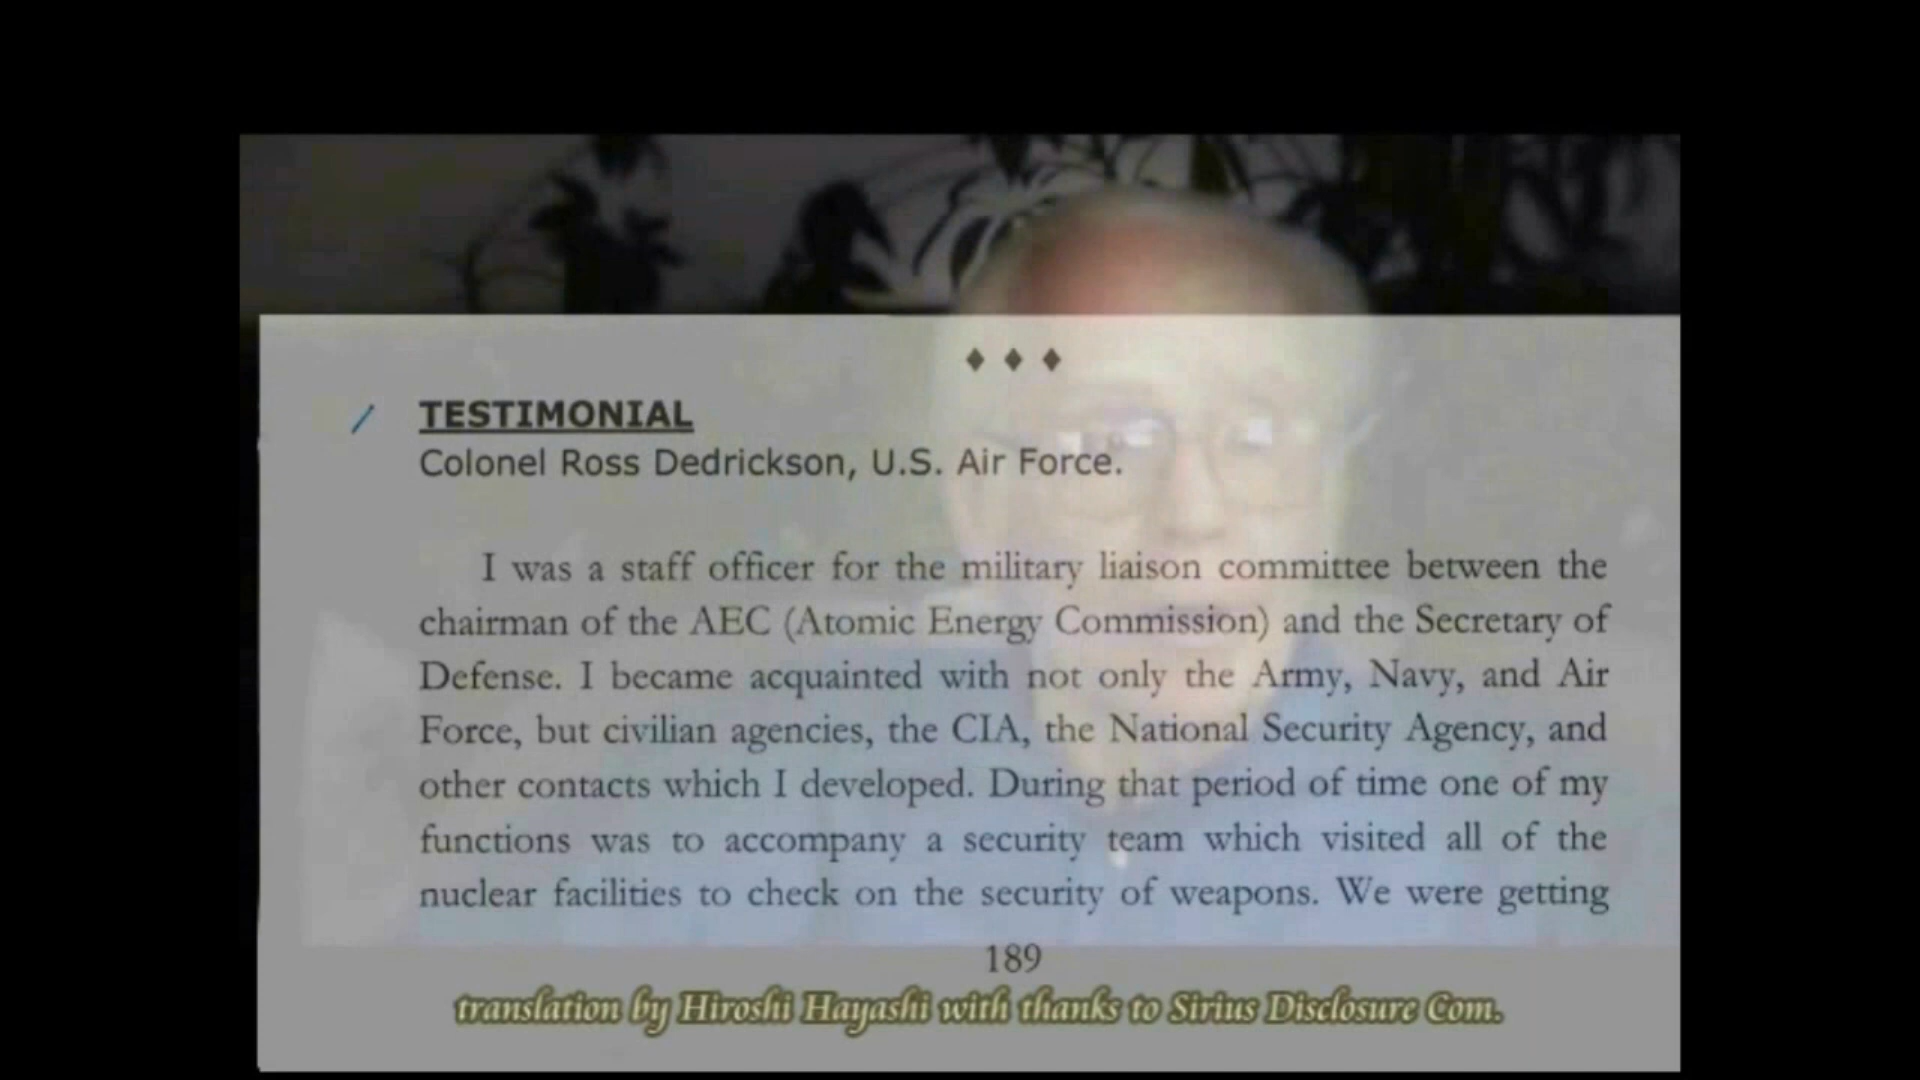 ♦ ♦ ♦
TESTIMONIAL
Colonel Ross Dedrickson, U.S. Air Force.
I was a staff officer for the military liaison committee between the
chairman of the AEC (Atomic Energy Commission) and the Secretary of
Defense. I became acquainted with not only the Army, Navy, and Air
Force, but civilian agencies, the CIA, the National Security Agency, and
other contacts which I developed. During that period of time one of my
functions was to accompany a security team which visited all of the
nuclear facilities to check on the security of weapons. We were getting
189
translation by Hiroshi Hayashi with thanks to Sirius Disclosure Com.